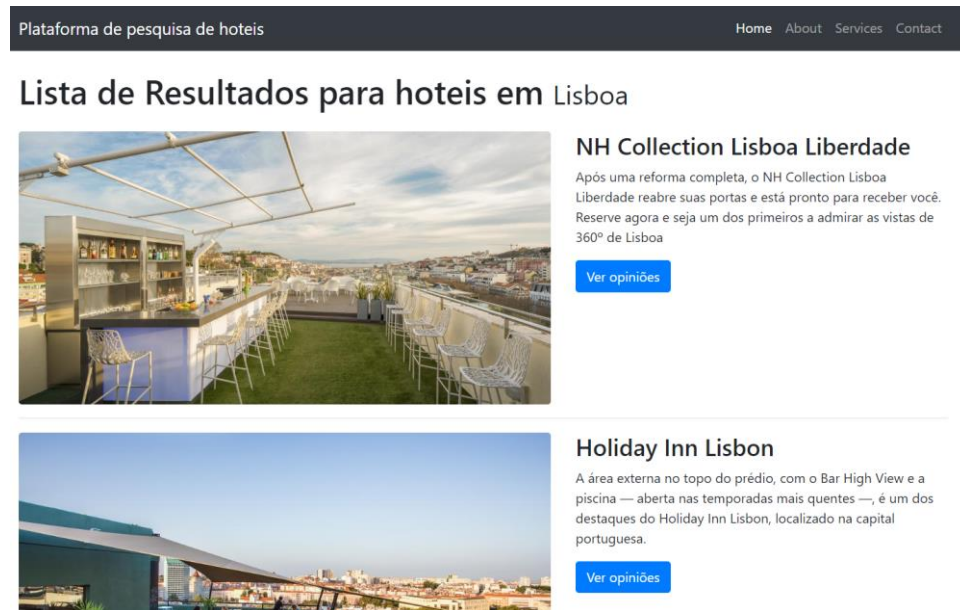 Plataforma de pesquisa de hoteis
Home About Services Contact
Lista de Resultados para hoteis em Lisboa
NH Collection Lisboa Liberdade
Após uma reforma completa, o NH Collection Lisboa
Liberdade reabre suas portas e está pronto para receber você.
Reserve agora e seja um dos primeiros a admirar as vistas de
360º de Lisboa
Ver opiniões
Holiday Inn Lisbon
A área externa no topo do prédio, com o Bar High View e a
piscina — aberta nas temporadas mais quentes —, é um dos
destaques do Holiday Inn Lisbon, localizado na capital
portuguesa.
Ver opiniões